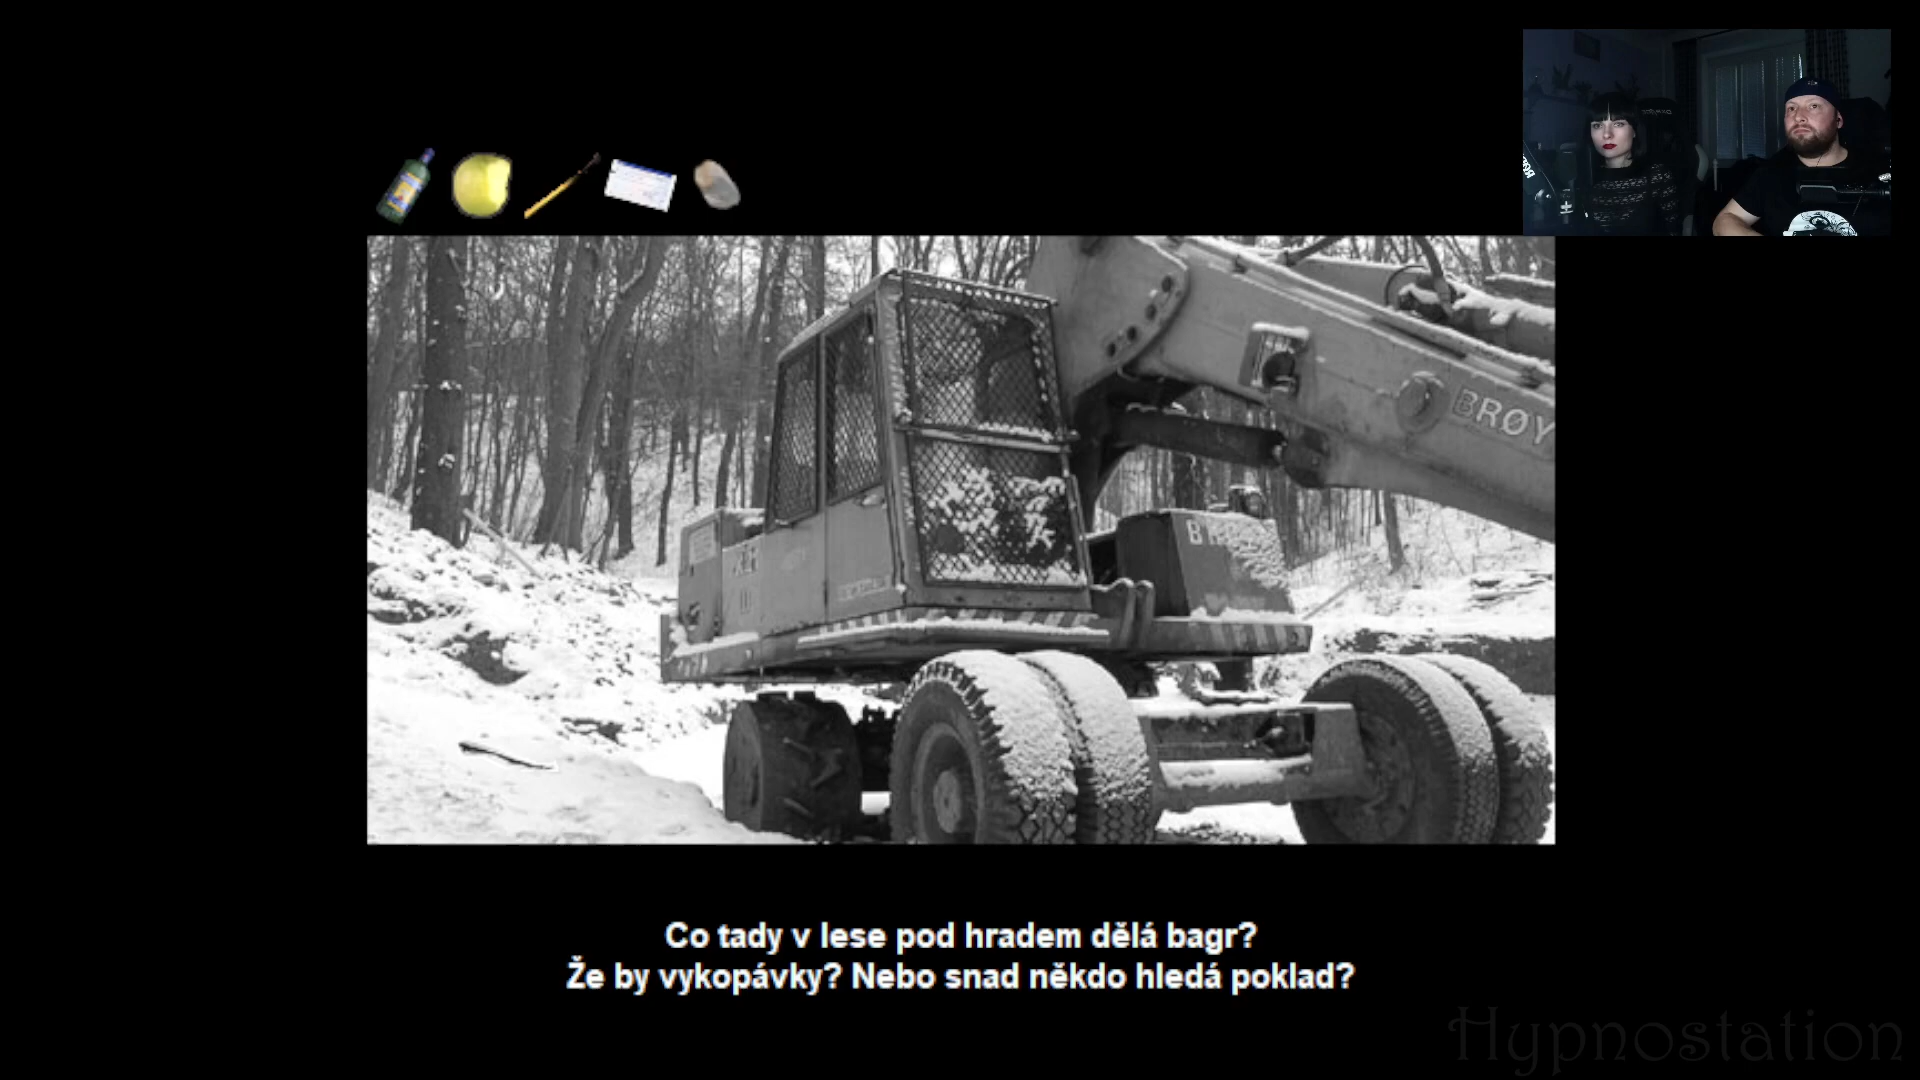 BRØY
Co tady v lese pod hradem dělá bagr?
Že by vykopávky? Nebo snad někdo hledá poklad?
Hypnostation